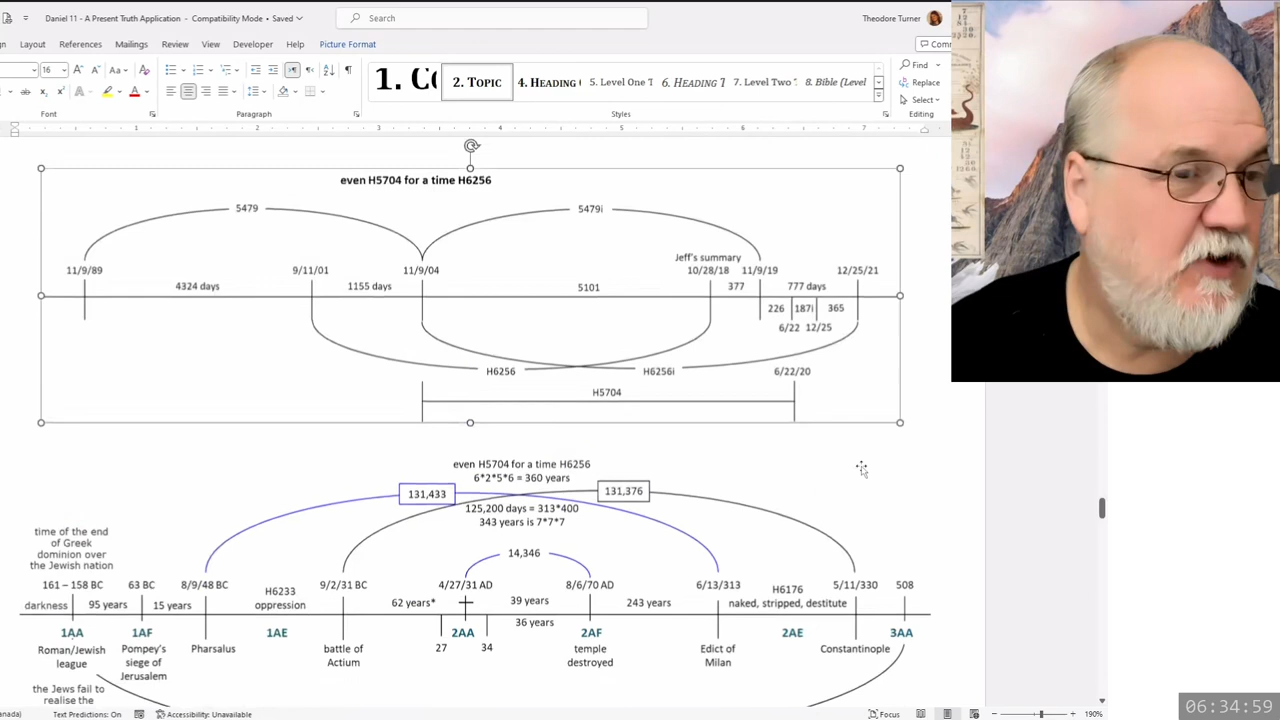 Daniel 11 - A Present Truth Application - Compatibility Mode • Saved
Search
Theodore Turner
Layout References Mailings Review View Developer Help Picture Format
16 Aa
1. 2. Topic 4. Heading 5. Level One 6. Heading 7. Level Two 8. Bible (Level
Find
Replace
Select
Font Paragraph Styles Editing
1 2 3 4 5 6 7
even H5704 for a time H6256
5479 5479i
Jeff's summary
11/9/89 9/11/01 11/9/04 10/28/18 11/9/19 12/25/21
4324 days 1155 days 5101 377 777 days
226 187i 365
6/22 12/25
H6256 H6256i 6/22/20
H5704
even H5704 for a time H6256
6*2*5*6 = 360 years
131,433 131,376
125,200 days = 313*400
343 years is 7*7*7
time of the end
of Greek
dominion over
the Jewish nation
14,346
161 – 158 BC 63 BC 8/9/48 BC H6233 9/2/31 BC 4/27/31 AD 8/6/70 AD 6/13/313 H6176 5/11/330 508
darkness 95 years 15 years oppression 62 years* 39 years 243 years naked, stripped, destitute
36 years
1AA 1AF 1AE 2AA 2AF 2AE 3AA
27 34
Roman/Jewish
league
Pompey's
siege of
Jerusalem
Pharsalus
battle of
Actium
temple
destroyed
Edict of
Milan
Constantinople
the Jews fail to
realise the
Text Predictions: On Accessibility: Unavailable Focus 190%
06:34:59